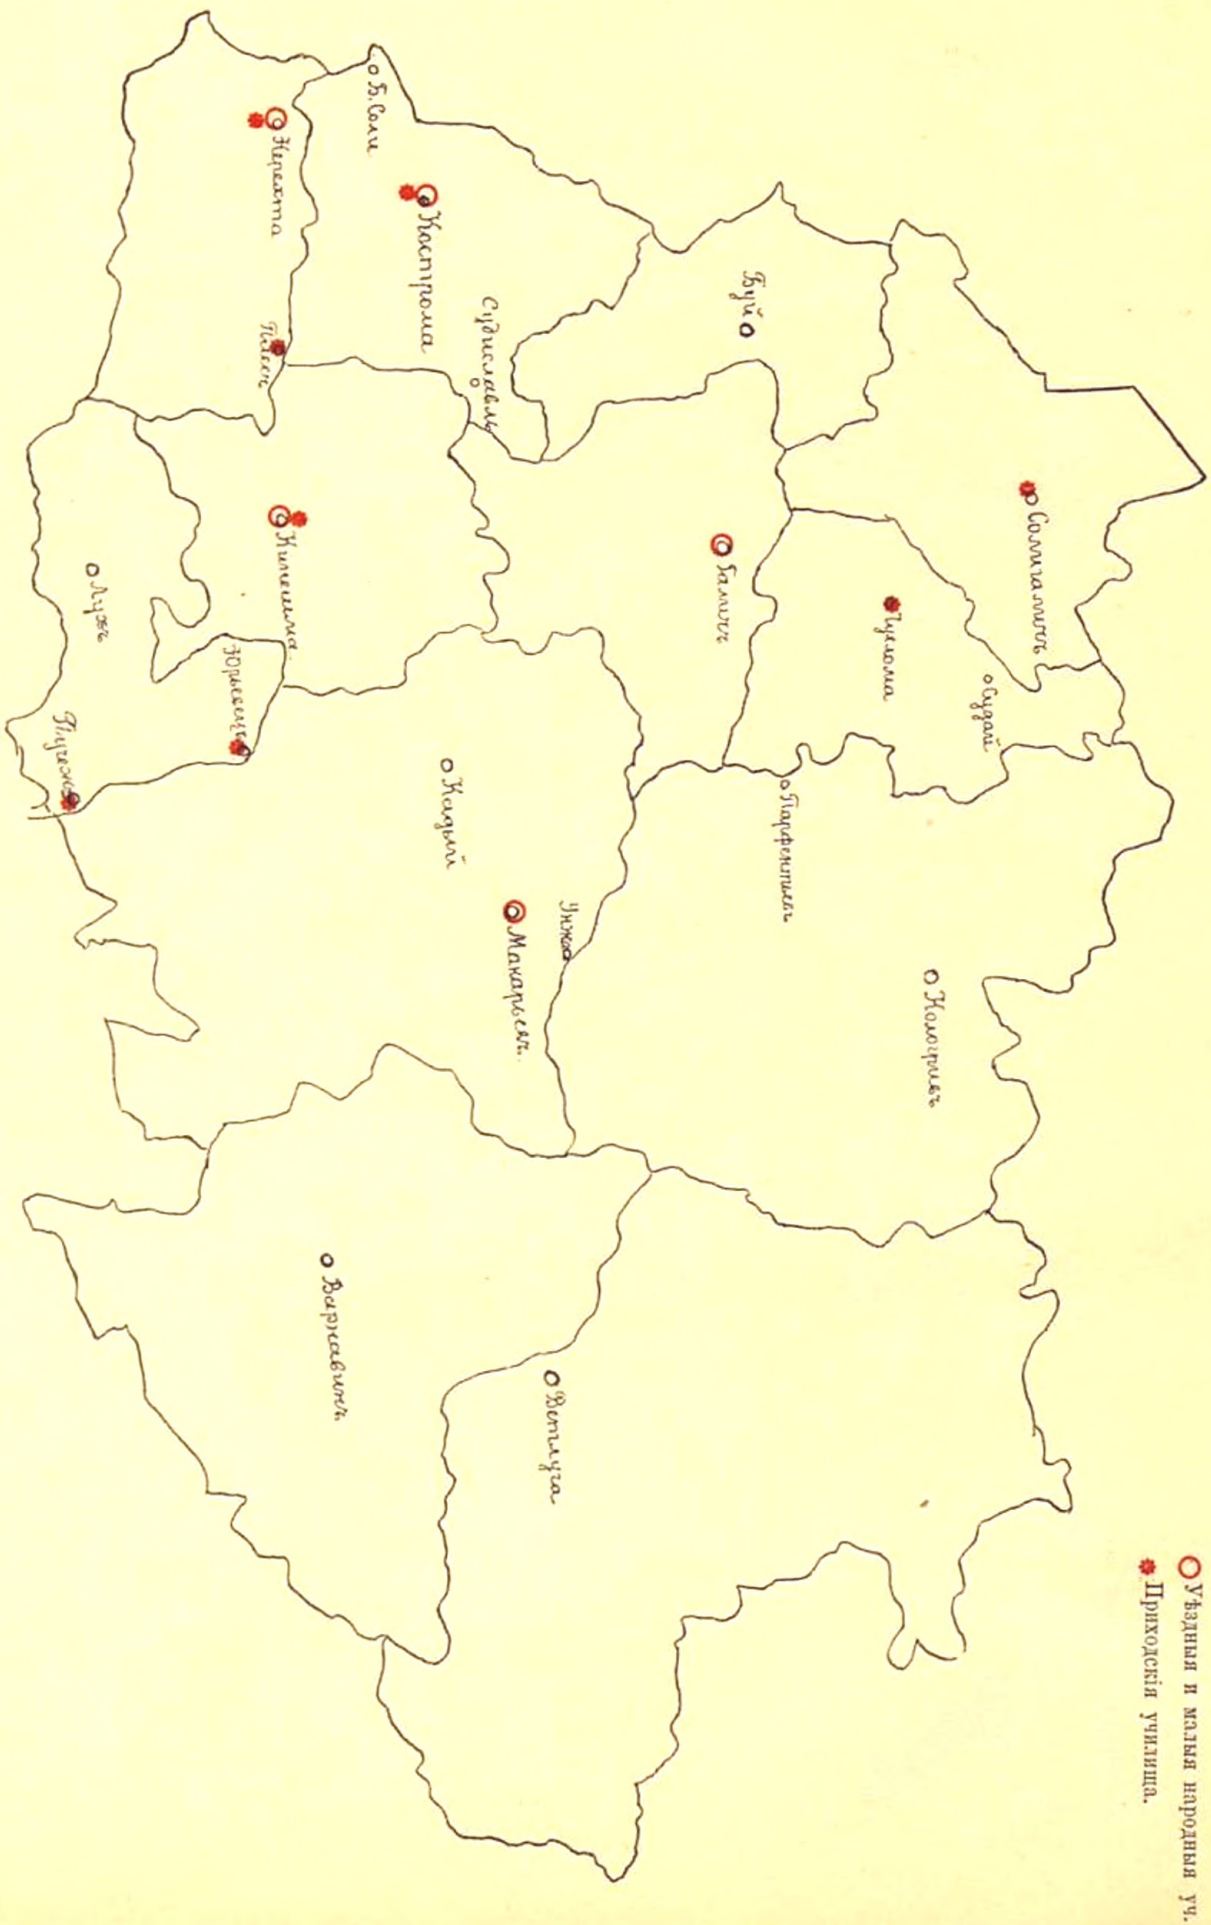 Уѣздныя и малыя народныя уч.
Приходскія училища.
Солигаличъ
Судай
Чухлома
Кологривъ
Буй
Галичъ
Парфентьевъ
Судиславль
Унжа
Макарьевъ.
Ветлуга
Кострома
Кадый
Б. Соли
Варнавинъ
Нерехта
Плесъ
Кинешма
Юрьевецъ
Лухъ
Пучежъ